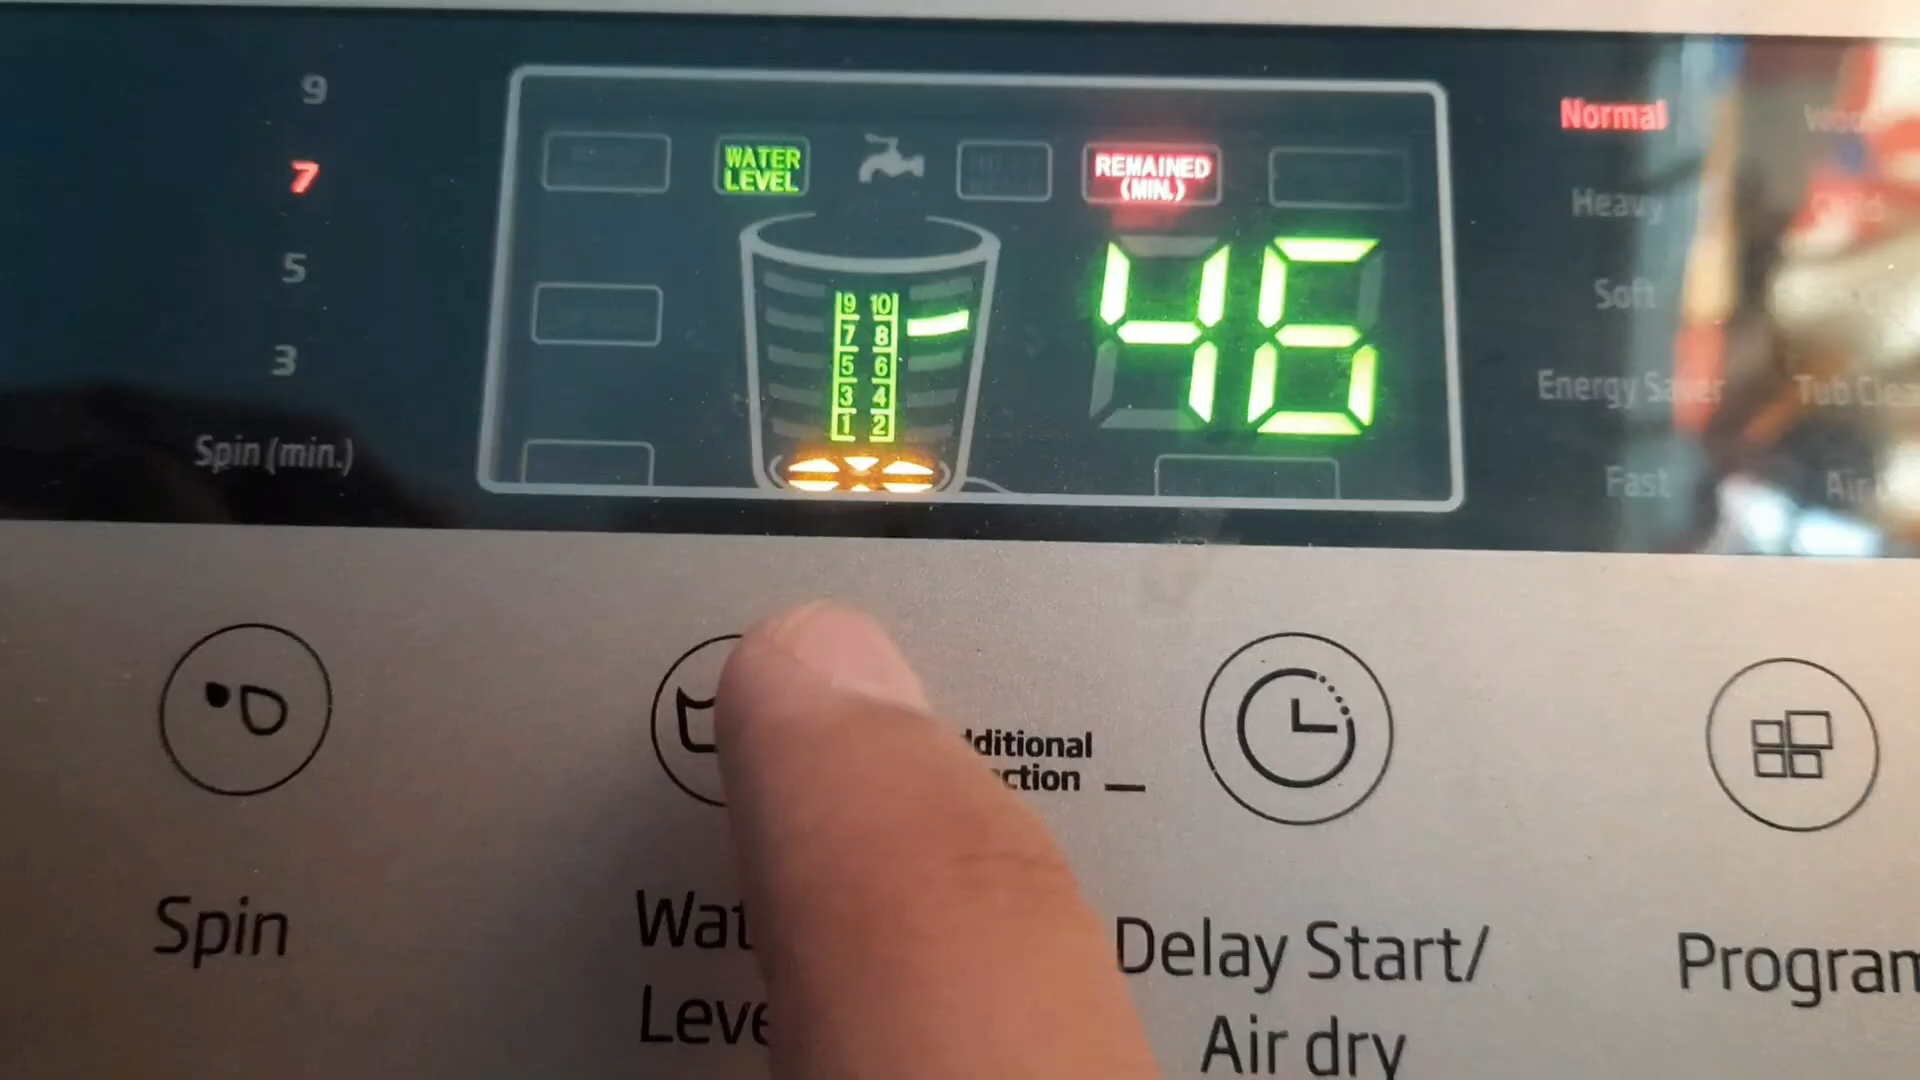 9
7
5
3
Spin (min.)
WATER
LEVEL
9 10
7 8
5 6
3 4
1 2
REMAINED
(MIN.)
46
Normal
Heavy
Soft
Energy Saver
Fast
Tub Clea
Air
Spin
Wat
Leve
dditional
ction
Delay Start/
Air dry
Program